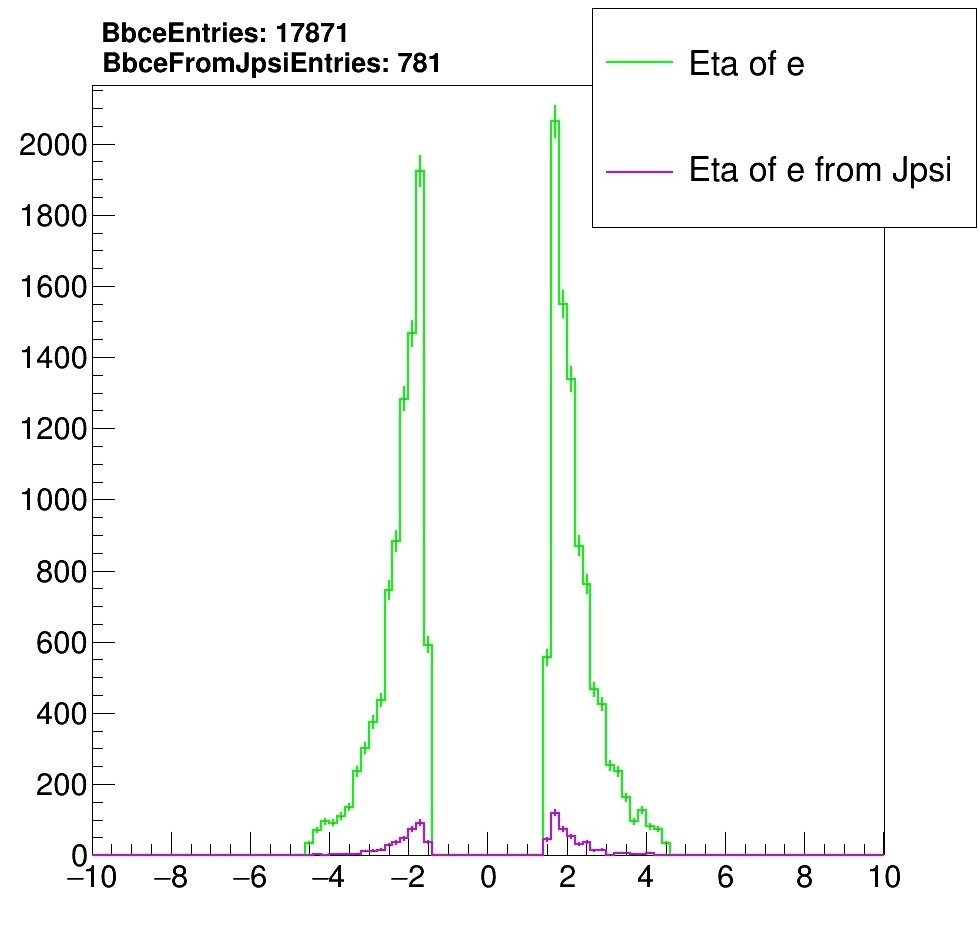 BbceEntries: 17871
BbceFromJpsiEntries: 781
Eta of e
Eta of e from Jpsi
2000
1800
1600
1400
1200
1000
800
600
400
200
0
−10 −8 −6 −4 −2 0 2 4 6 8 10